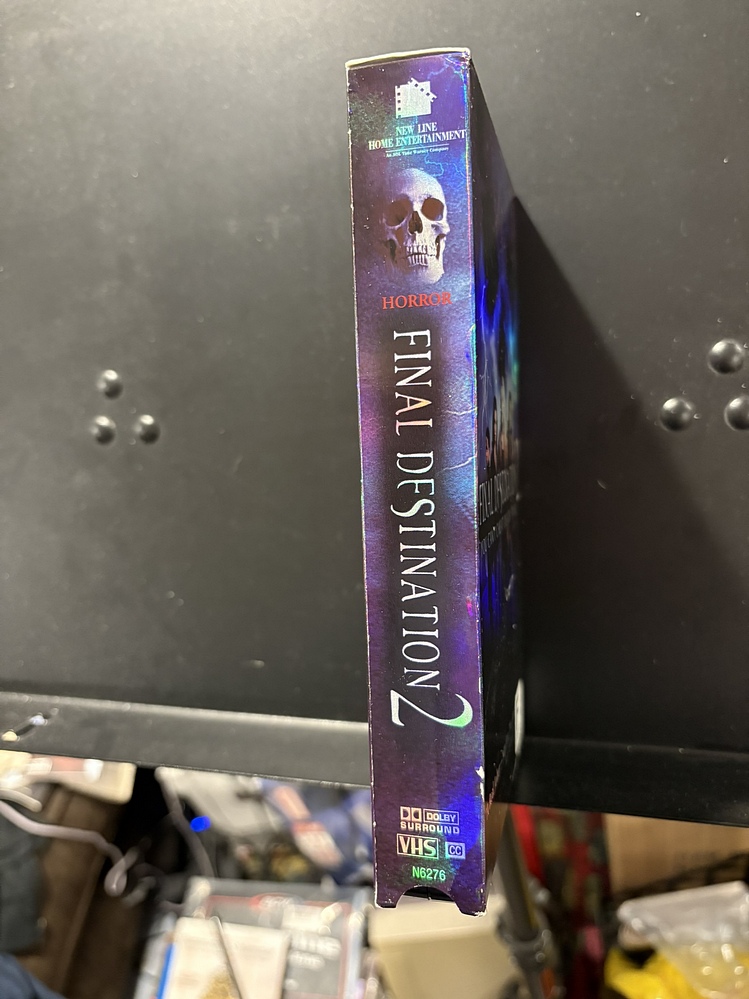 NEW LINE
HOME ENTERTAINMENT
HORROR
FINAL DESTINATION 2
DOLBY
SURROUND
VHS CC
N6276